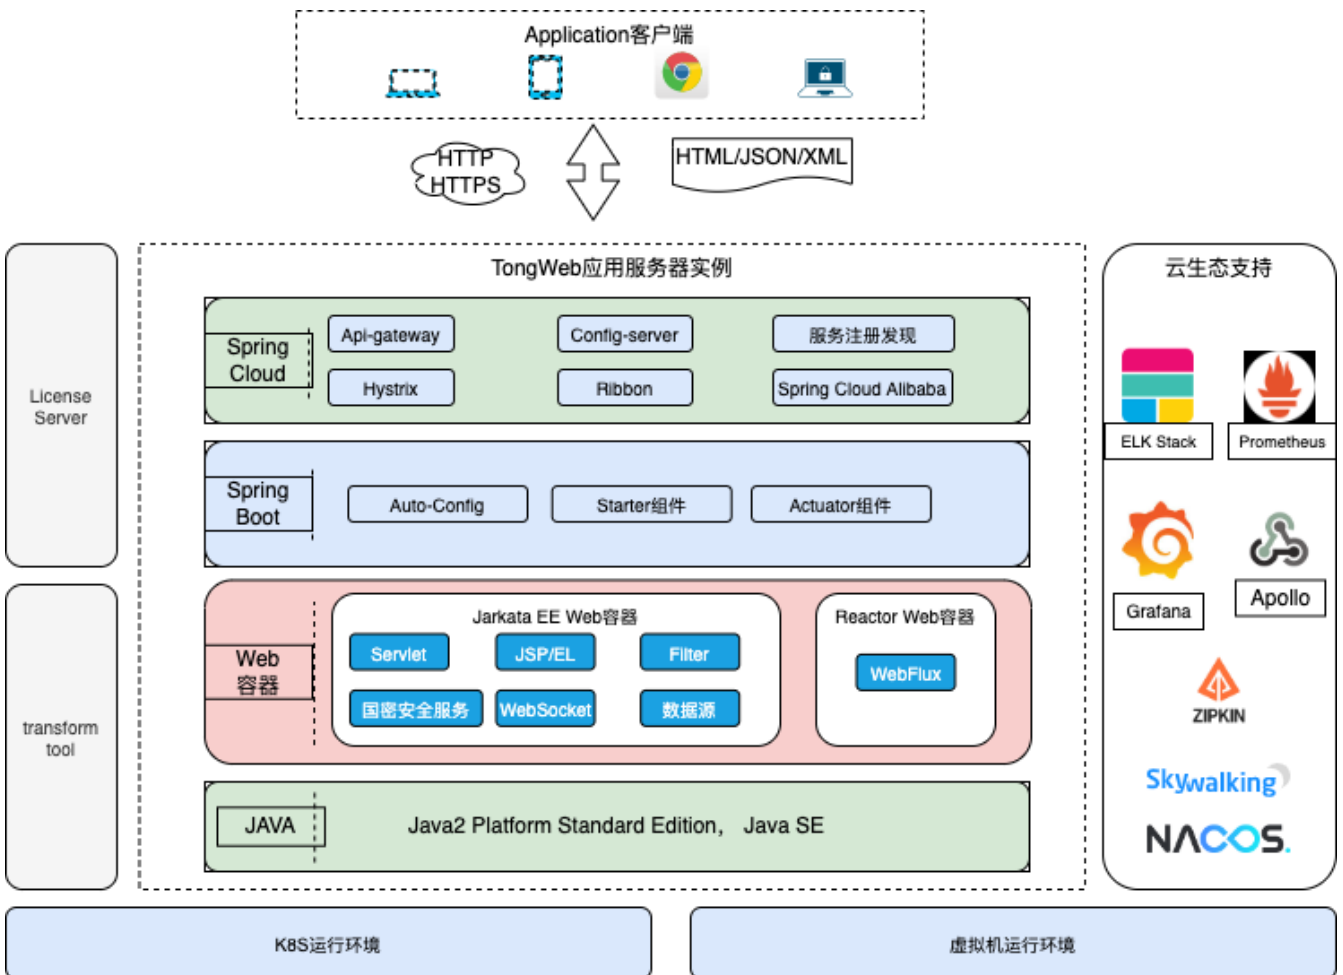 Application客户端
HTTP
HTTPS
HTML/JSON/XML
License
Server
transform
tool
TongWeb应用服务器实例
Spring
Cloud
Api-gateway
Config-server
服务注册发现
Hystrix
Ribbon
Spring Cloud Alibaba
Spring
Boot
Auto-Config
Starter组件
Actuator组件
Web
容器
Jarkata EE Web容器
Servlet
JSP/EL
Filter
国密安全服务
WebSocket
数据源
Reactor Web容器
WebFlux
JAVA
Java2 Platform Standard Edition， Java SE
云生态支持
ELK Stack
Prometheus
Grafana
Apollo
ZIPKIN
Skywalking
NACOS.
K8S运行环境
虚拟机运行环境